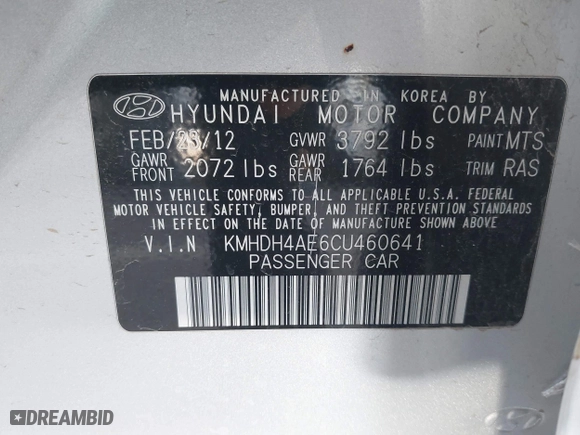 MANUFACTURED IN KOREA BY
HYUNDAI MOTOR COMPANY
FEB/28/12 GVWR 3792 lbs PAINT MTS
GAWR FRONT 2072 lbs GAWR REAR 1764 lbs TRIM RAS
THIS VEHICLE CONFORMS TO ALL APPLICABLE U.S.A. FEDERAL
MOTOR VEHICLE SAFETY, BUMPER, AND THEFT PREVENTION STANDARDS
IN EFFECT ON THE DATE OF MANUFACTURE SHOWN ABOVE.
V.I.N KMHDH4AE6CU460641
PASSENGER CAR
DREAMBID